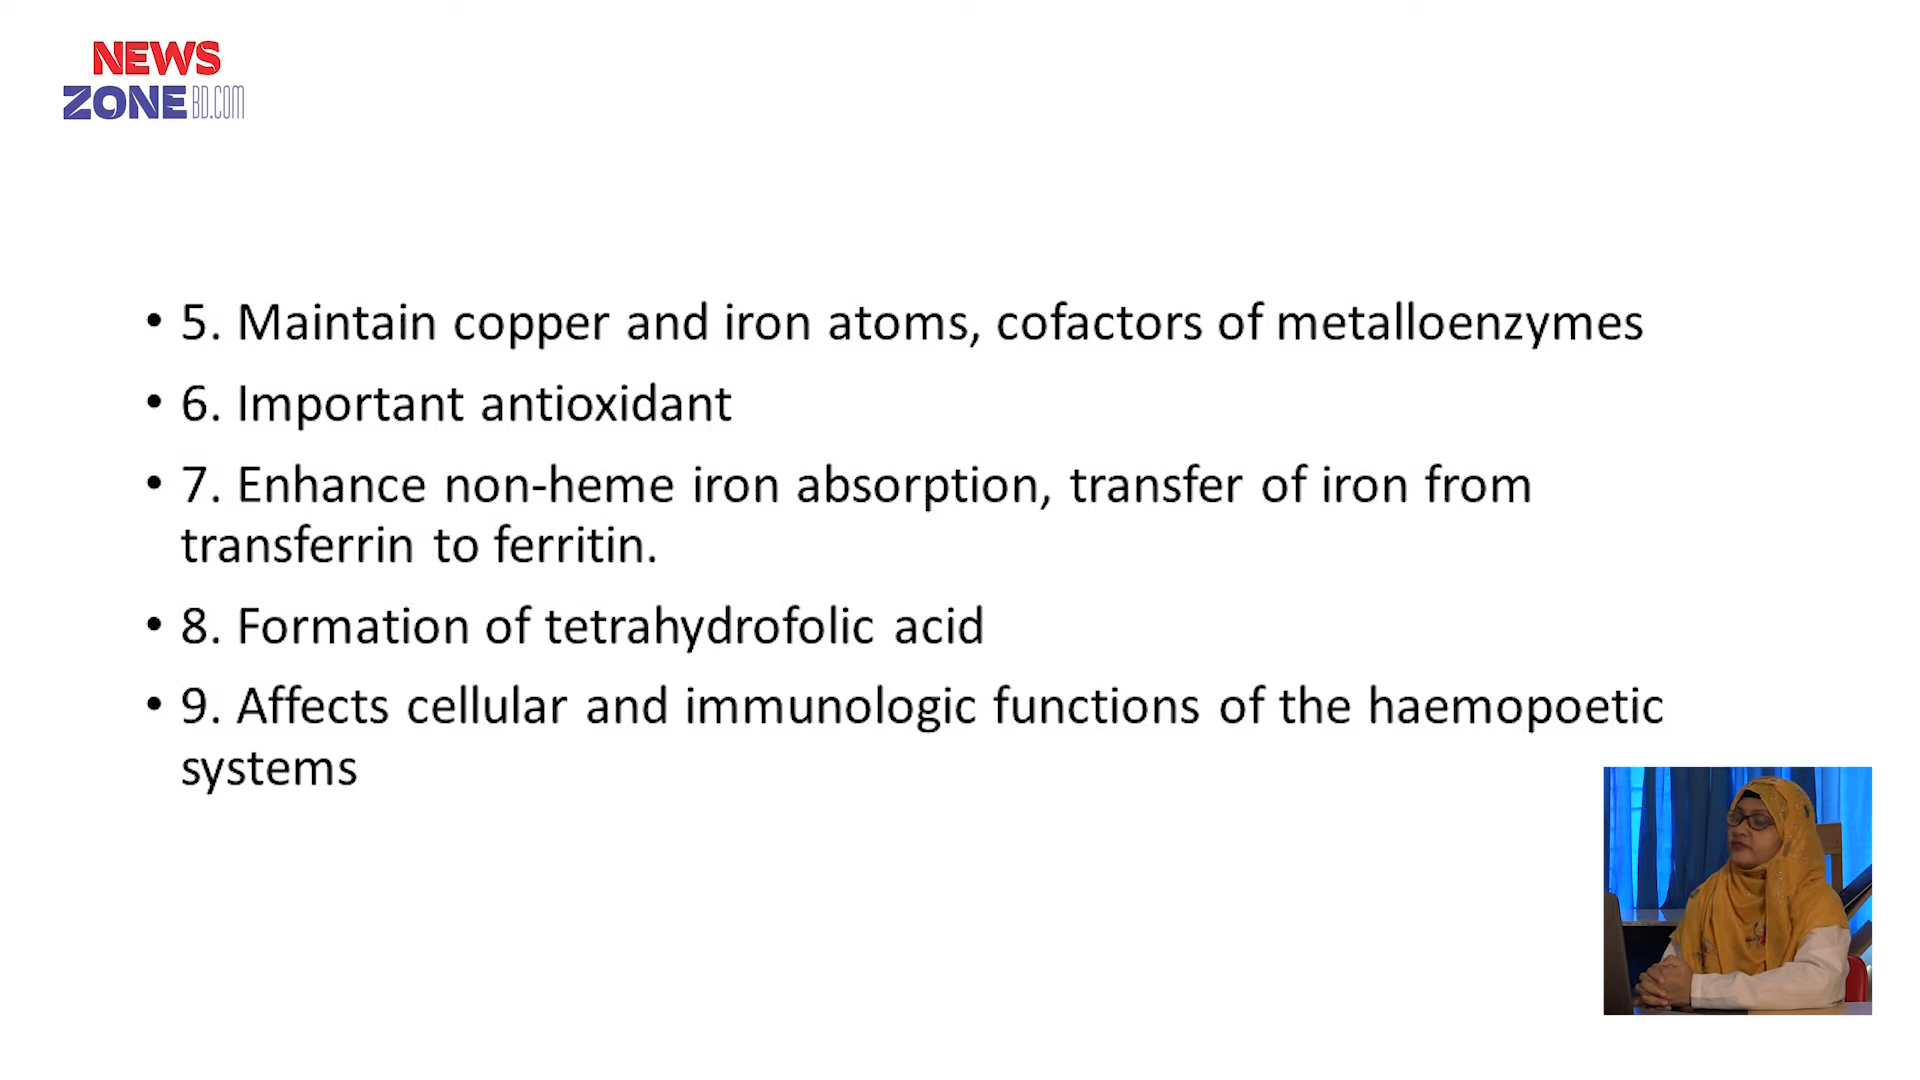 NEWS
ZONE BD.COM
• 5. Maintain copper and iron atoms, cofactors of metalloenzymes
• 6. Important antioxidant
• 7. Enhance non-heme iron absorption, transfer of iron from
transferrin to ferritin.
• 8. Formation of tetrahydrofolic acid
• 9. Affects cellular and immunologic functions of the haemopoetic
systems